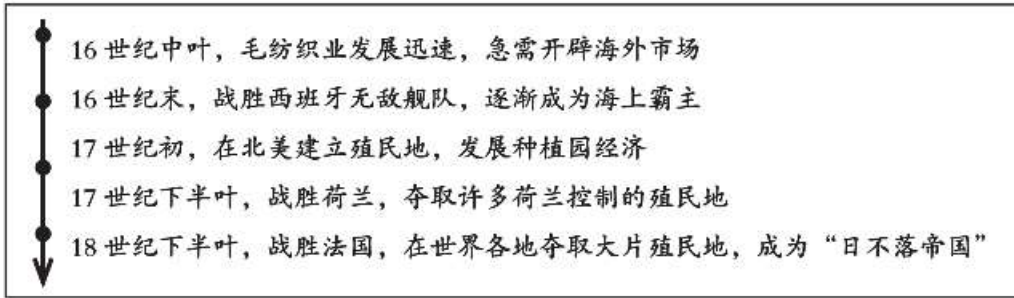 16世纪中叶，毛纺织业发展迅速，急需开辟海外市场
16世纪末，战胜西班牙无敌舰队，逐渐成为海上霸主
17世纪初，在北美建立殖民地，发展种植园经济
17世纪下半叶，战胜荷兰，夺取许多荷兰控制的殖民地
18世纪下半叶，战胜法国，在世界各地夺取大片殖民地，成为“日不落帝国”